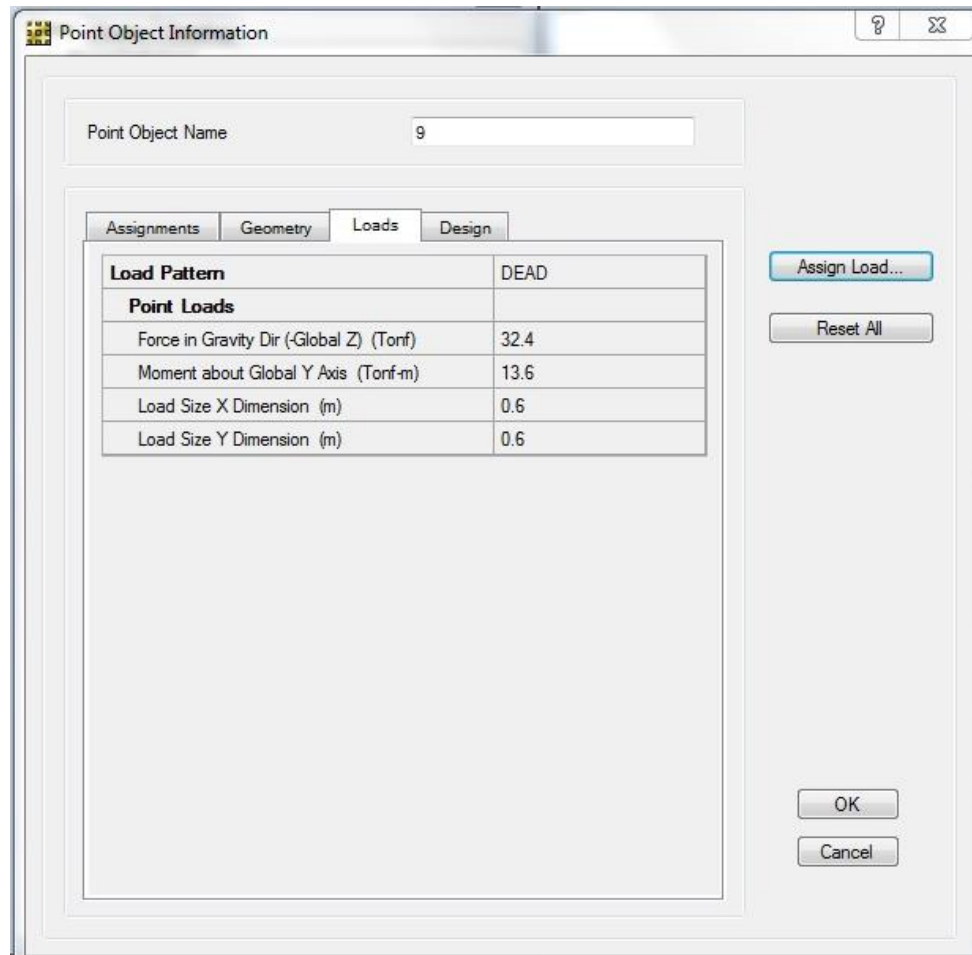 Point Object Information
Point Object Name 9
Assignments Geometry Loads Design
Load Pattern DEAD
Point Loads
Force in Gravity Dir (-Global Z) (Tonf) 32.4
Moment about Global Y Axis (Tonf-m) 13.6
Load Size X Dimension (m) 0.6
Load Size Y Dimension (m) 0.6
Assign Load...
Reset All
OK
Cancel